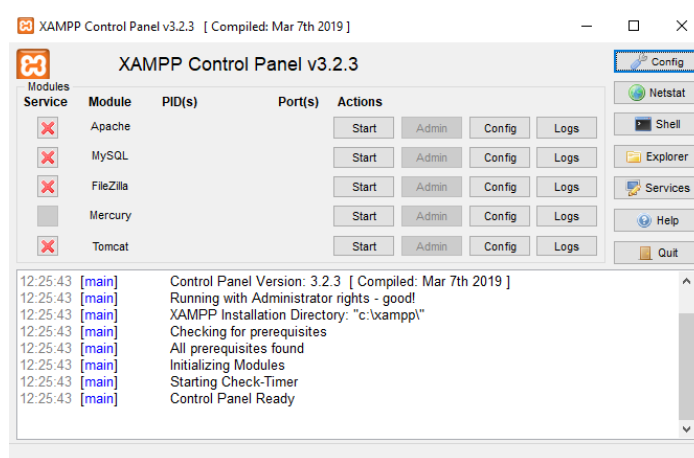 XAMPP Control Panel v3.2.3 [ Compiled: Mar 7th 2019 ]
XAMPP Control Panel v3.2.3
Config
Modules
Service Module PID(s) Port(s) Actions
Netstat
Apache Start Admin Config Logs
Shell
MySQL Start Admin Config Logs
Explorer
FileZilla Start Admin Config Logs
Services
Mercury Start Admin Config Logs
Help
Tomcat Start Admin Config Logs
Quit
12:25:43 [main] Control Panel Version: 3.2.3 [ Compiled: Mar 7th 2019 ]
12:25:43 [main] Running with Administrator rights - good!
12:25:43 [main] XAMPP Installation Directory: "c:\xampp\"
12:25:43 [main] Checking for prerequisites
12:25:43 [main] All prerequisites found
12:25:43 [main] Initializing Modules
12:25:43 [main] Starting Check-Timer
12:25:43 [main] Control Panel Ready